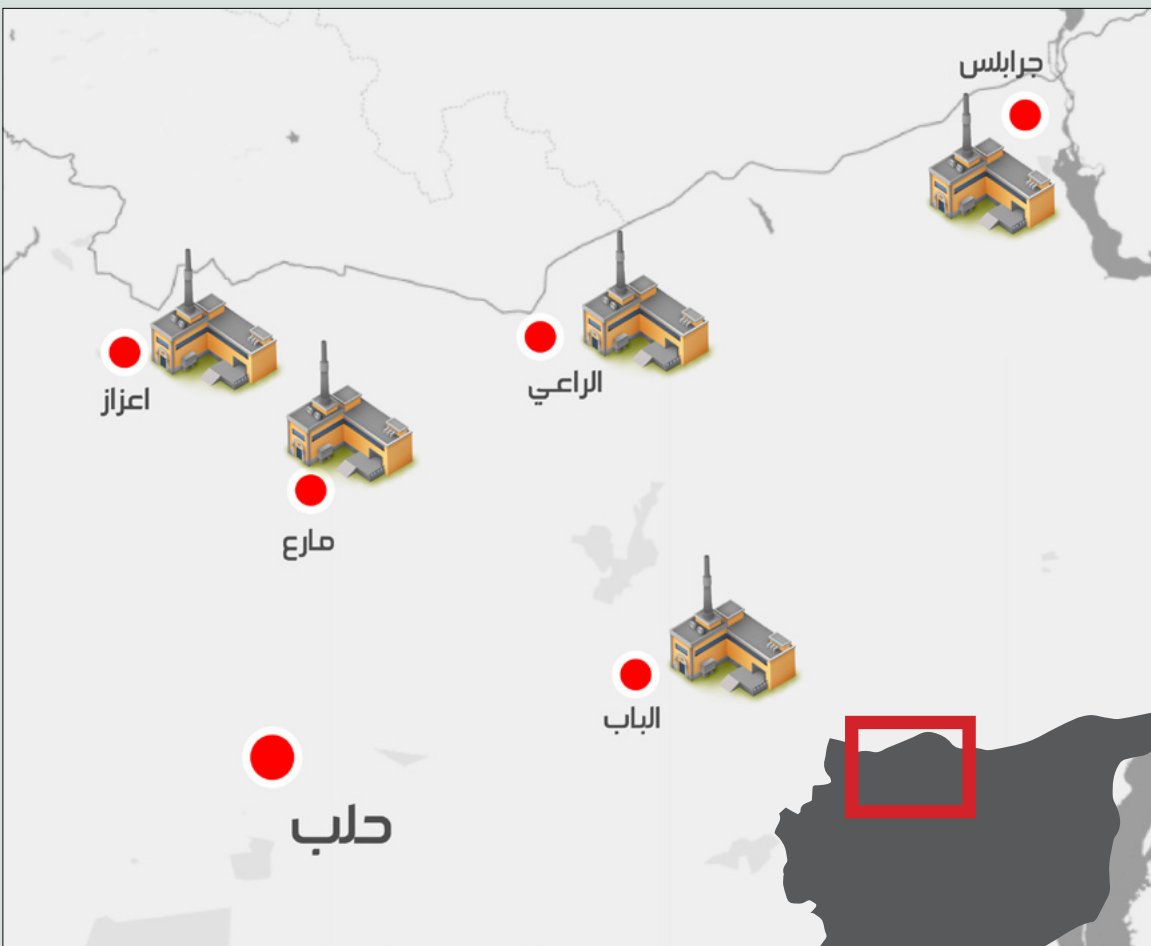 جرابلس
الراعي
اعزاز
مارع
الباب
حلب